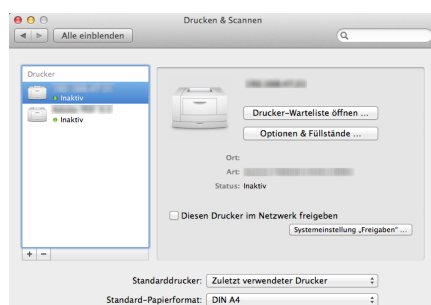 Drucken & Scannen
Alle einblenden
Drucker
Inaktiv
Inaktiv
Drucker-Warteliste öffnen ...
Optionen & Füllstände ...
Ort:
Art:
Status: Inaktiv
Diesen Drucker im Netzwerk freigeben
Systemeinstellung „Freigaben“ ...
+ −
Standarddrucker: Zuletzt verwendeter Drucker
Standard-Papierformat: DIN A4